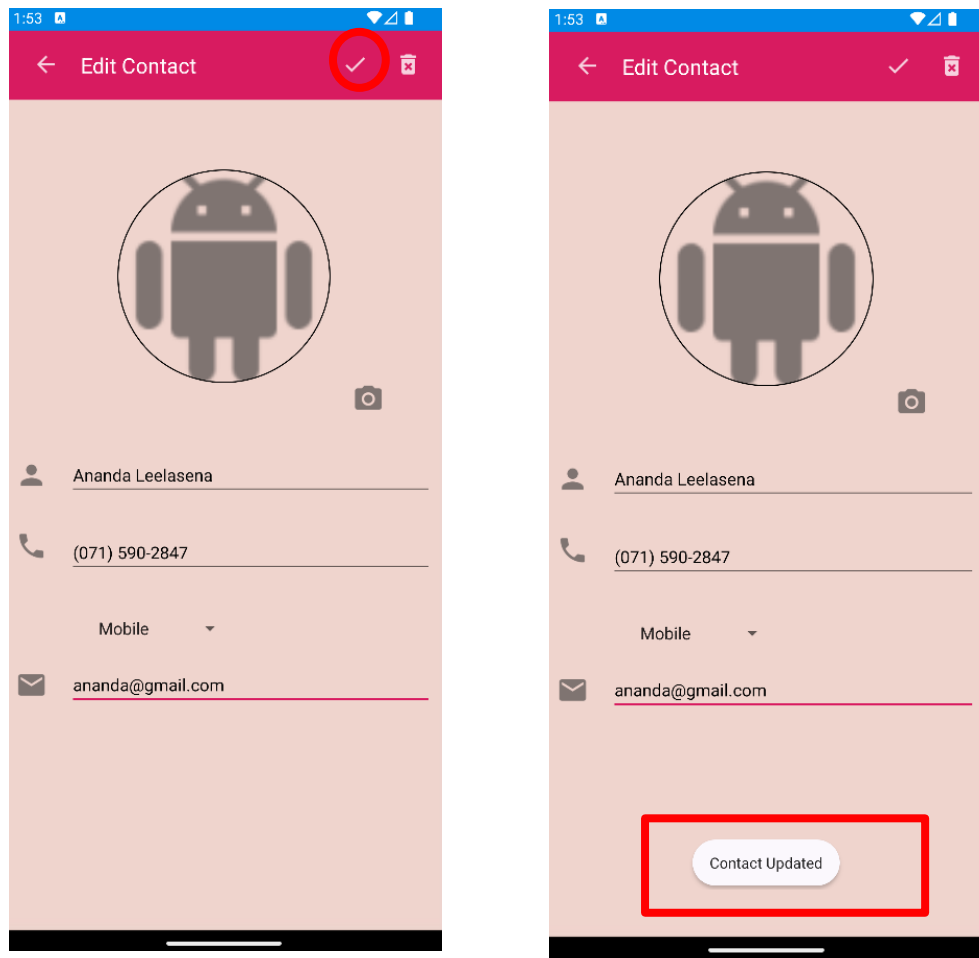 1:53
Edit Contact
Ananda Leelasena
(071) 590-2847
Mobile
ananda@gmail.com
1:53
Edit Contact
Ananda Leelasena
(071) 590-2847
Mobile
ananda@gmail.com
Contact Updated